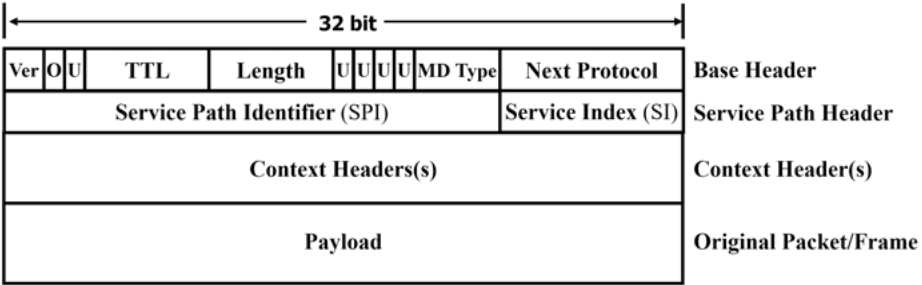 32 bit
Ver O U TTL Length U U U U MD Type Next Protocol Base Header
Service Path Identifier (SPI) Service Index (SI) Service Path Header
Context Headers(s) Context Header(s)
Payload Original Packet/Frame